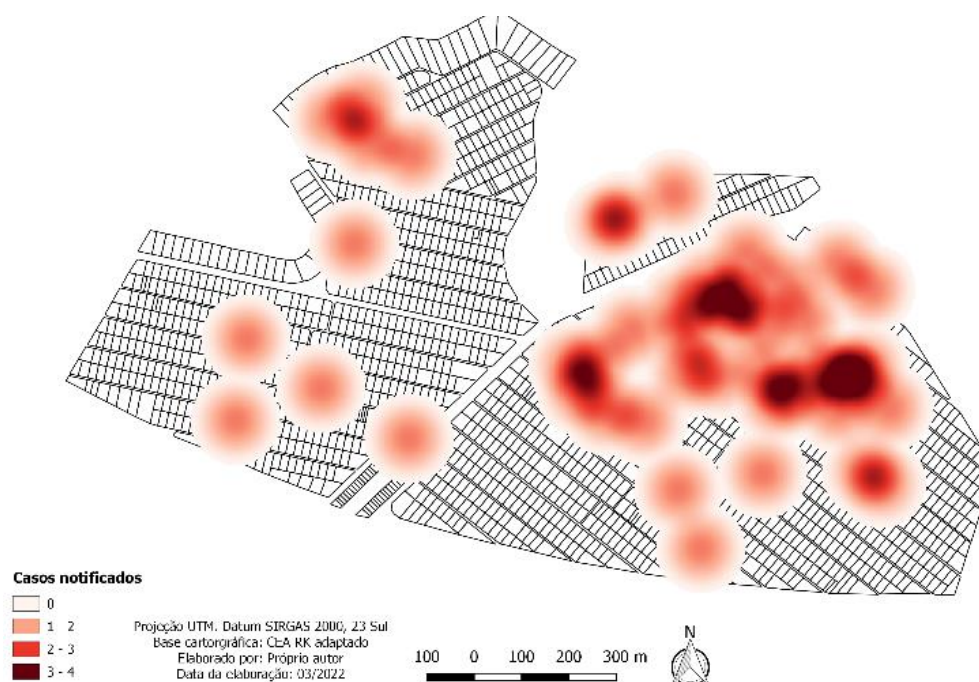 Casos notificados
0
1 2
2 - 3
3 - 4
Projeção UTM. Datum SIRGAS 2000, 23 Sul
Base cartorgráfica: CEA RK adaptado
Elaborado por: Próprio autor
Data da elaboração: 03/2022
100 0 100 200 300 m
N